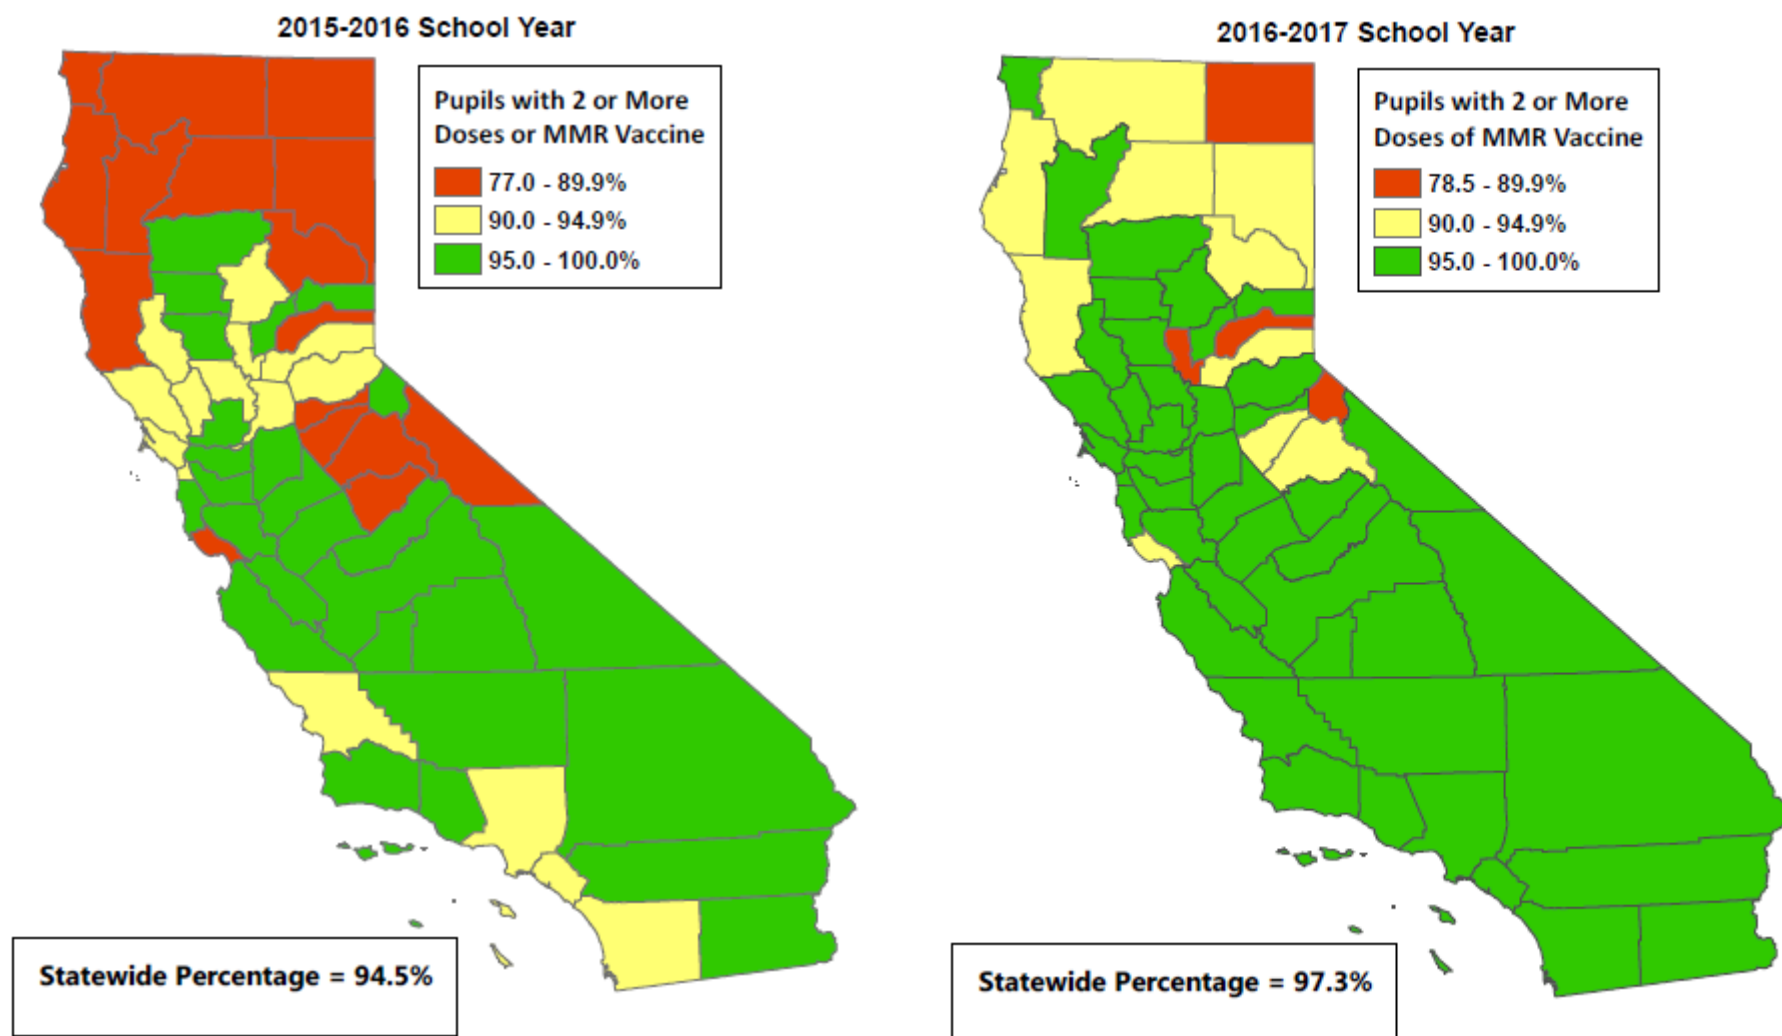 2015-2016 School Year
Pupils with 2 or More
Doses or MMR Vaccine
77.0 - 89.9%
90.0 - 94.9%
95.0 - 100.0%
Statewide Percentage = 94.5%
2016-2017 School Year
Pupils with 2 or More
Doses of MMR Vaccine
78.5 - 89.9%
90.0 - 94.9%
95.0 - 100.0%
Statewide Percentage = 97.3%